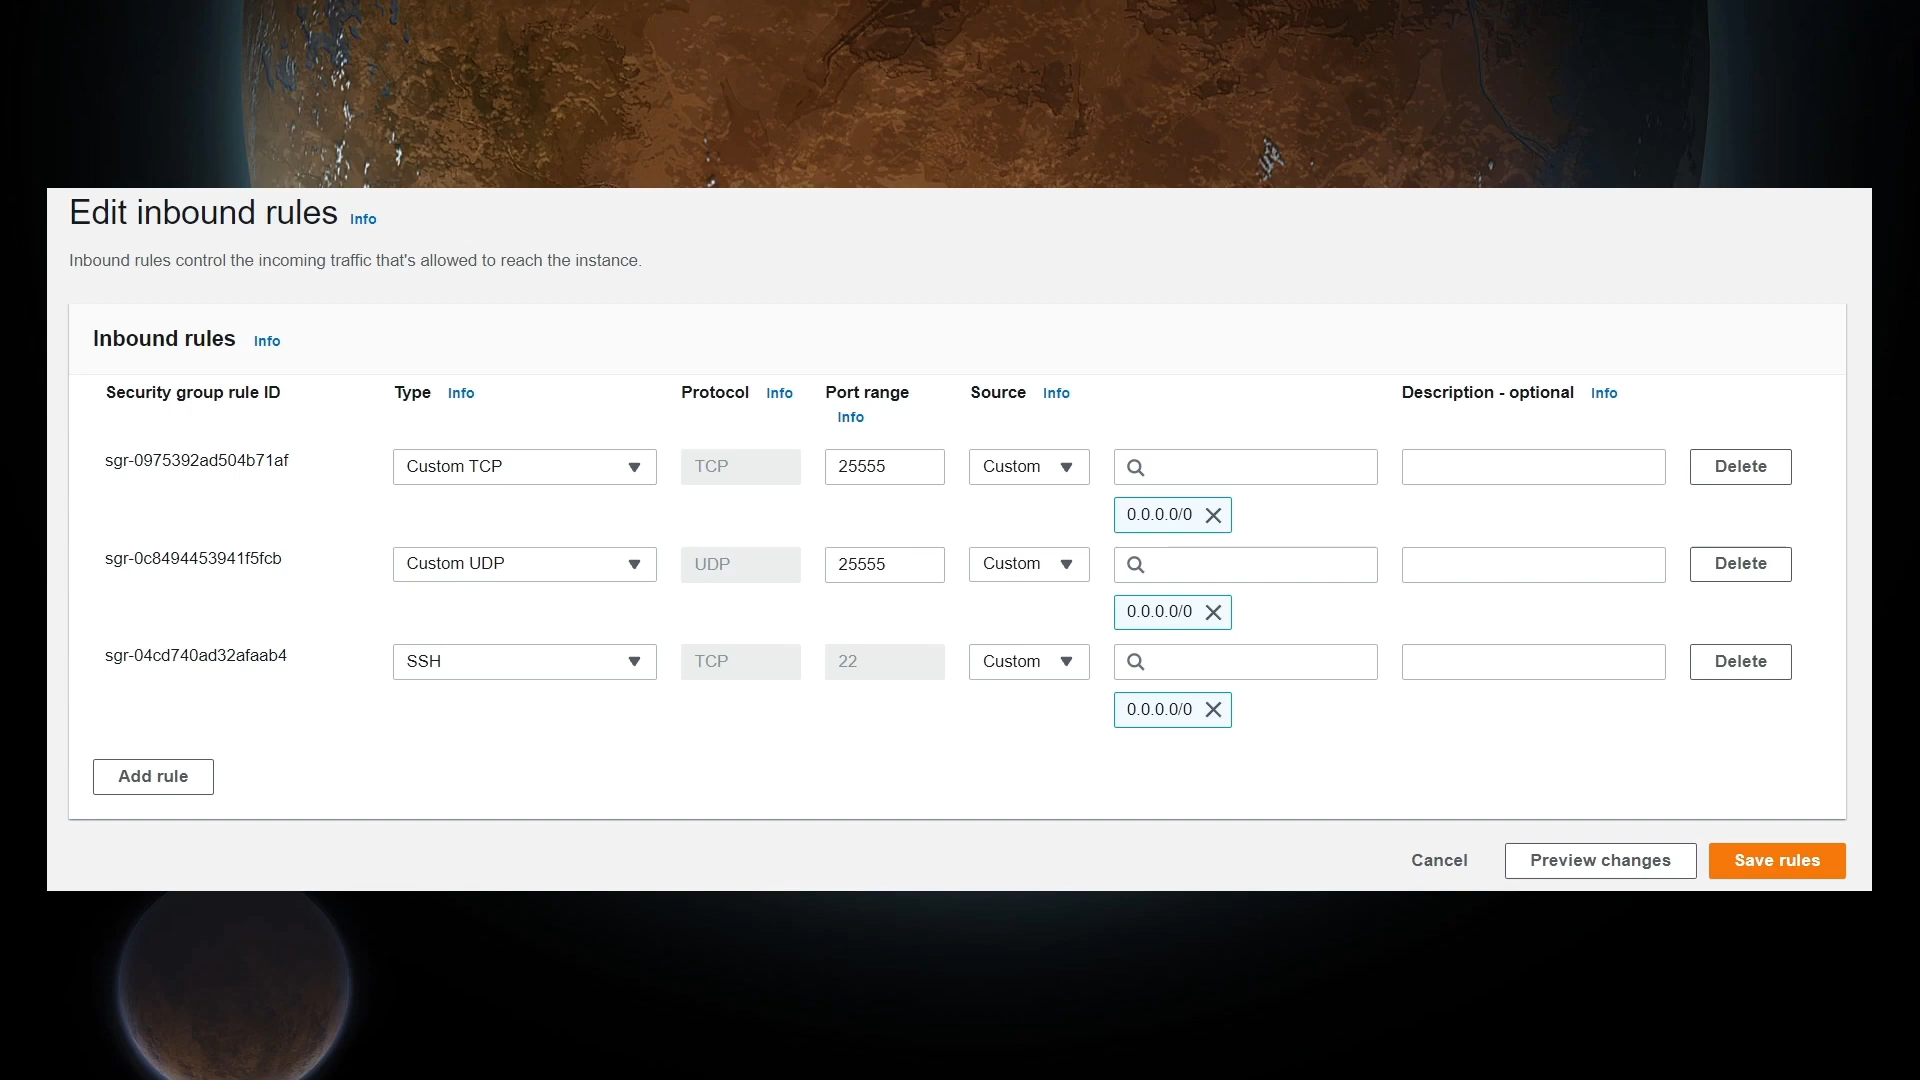 Edit inbound rules Info
Inbound rules control the incoming traffic that's allowed to reach the instance.
Inbound rules Info
Security group rule ID Type Info Protocol Info Port range Info Source Info Description - optional Info
sgr-0975392ad504b71af Custom TCP TCP 25555 Custom Delete
0.0.0.0/0
sgr-0c8494453941f5fcb Custom UDP UDP 25555 Custom Delete
0.0.0.0/0
sgr-04cd740ad32afaab4 SSH TCP 22 Custom Delete
0.0.0.0/0
Add rule
Cancel Preview changes Save rules